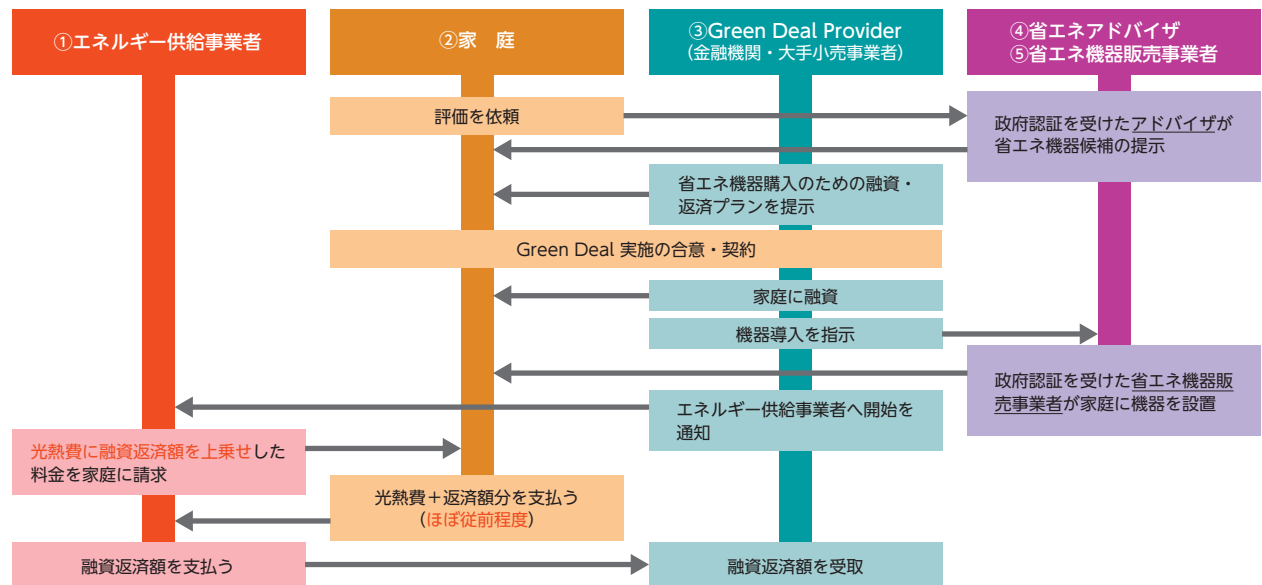 ①エネルギー供給事業者
②家　庭
③Green Deal Provider
(金融機関・大手小売事業者)
④省エネアドバイザ
⑤省エネ機器販売事業者
評価を依頼
政府認証を受けたアドバイザが
省エネ機器候補の提示
省エネ機器購入のための融資・
返済プランを提示
Green Deal 実施の合意・契約
家庭に融資
機器導入を指示
政府認証を受けた省エネ機器販
売事業者が家庭に機器を設置
エネルギー供給事業者へ開始を
通知
光熱費に融資返済額を上乗せした
料金を家庭に請求
光熱費＋返済額分を支払う
(ほぼ従前程度)
融資返済額を支払う
融資返済額を受取